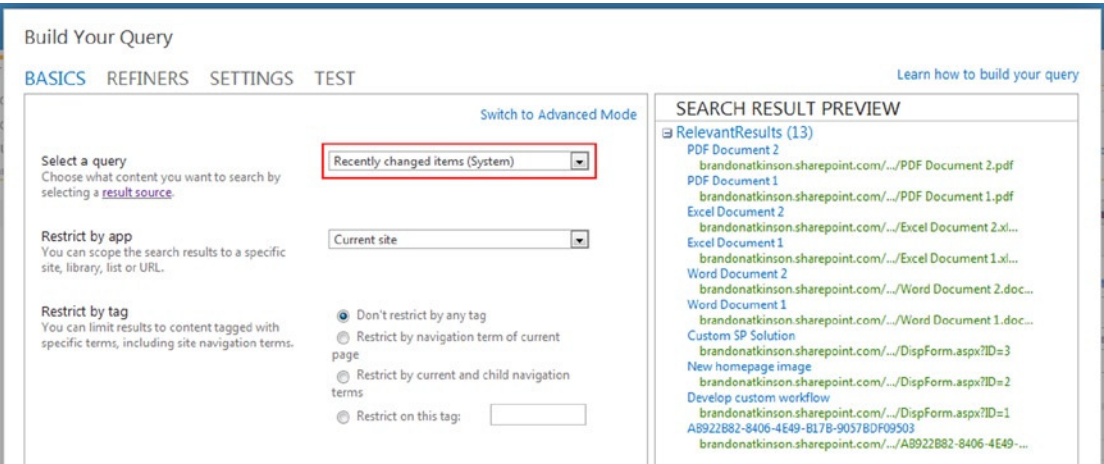 Build Your Query
BASICS REFINERS SETTINGS TEST
Learn how to build your query
Switch to Advanced Mode
Select a query
Choose what content you want to search by
selecting a result source.
Recently changed items (System)
Restrict by app
You can scope the search results to a specific
site, library, list or URL.
Current site
Restrict by tag
You can limit results to content tagged with
specific terms, including site navigation terms.
Don't restrict by any tag
Restrict by navigation term of current
page
Restrict by current and child navigation
terms
Restrict on this tag:
SEARCH RESULT PREVIEW
RelevantResults (13)
PDF Document 2
brandonatkinson.sharepoint.com/.../PDF Document 2.pdf
PDF Document 1
brandonatkinson.sharepoint.com/.../PDF Document 1.pdf
Excel Document 2
brandonatkinson.sharepoint.com/.../Excel Document 2.xl...
Excel Document 1
brandonatkinson.sharepoint.com/.../Excel Document 1.xl...
Word Document 2
brandonatkinson.sharepoint.com/.../Word Document 2.doc...
Word Document 1
brandonatkinson.sharepoint.com/.../Word Document 1.doc...
Custom SP Solution
brandonatkinson.sharepoint.com/.../DispForm.aspx?ID=3
New homepage image
brandonatkinson.sharepoint.com/.../DispForm.aspx?ID=2
Develop custom workflow
brandonatkinson.sharepoint.com/.../DispForm.aspx?ID=1
AB922B82-8406-4E49-B17B-9057BDF09503
brandonatkinson.sharepoint.com/.../AB922B82-8406-4E49-...